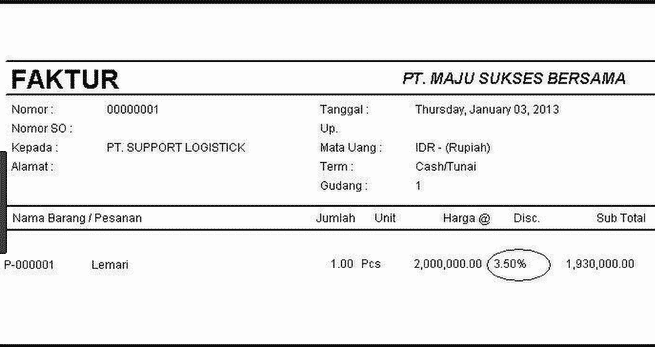 FAKTUR PT. MAJU SUKSES BERSAMA
Nomor : 00000001 Tanggal : Thursday, January 03, 2013
Nomor SO : Up.
Kepada : PT. SUPPORT LOGISTICK Mata Uang : IDR - (Rupiah)
Alamat : Term : Cash/Tunai
Gudang : 1
Nama Barang / Pesanan Jumlah Unit Harga @ Disc. Sub Total
P-000001 Lemari 1.00 Pcs 2,000,000.00 3.50% 1,930,000.00